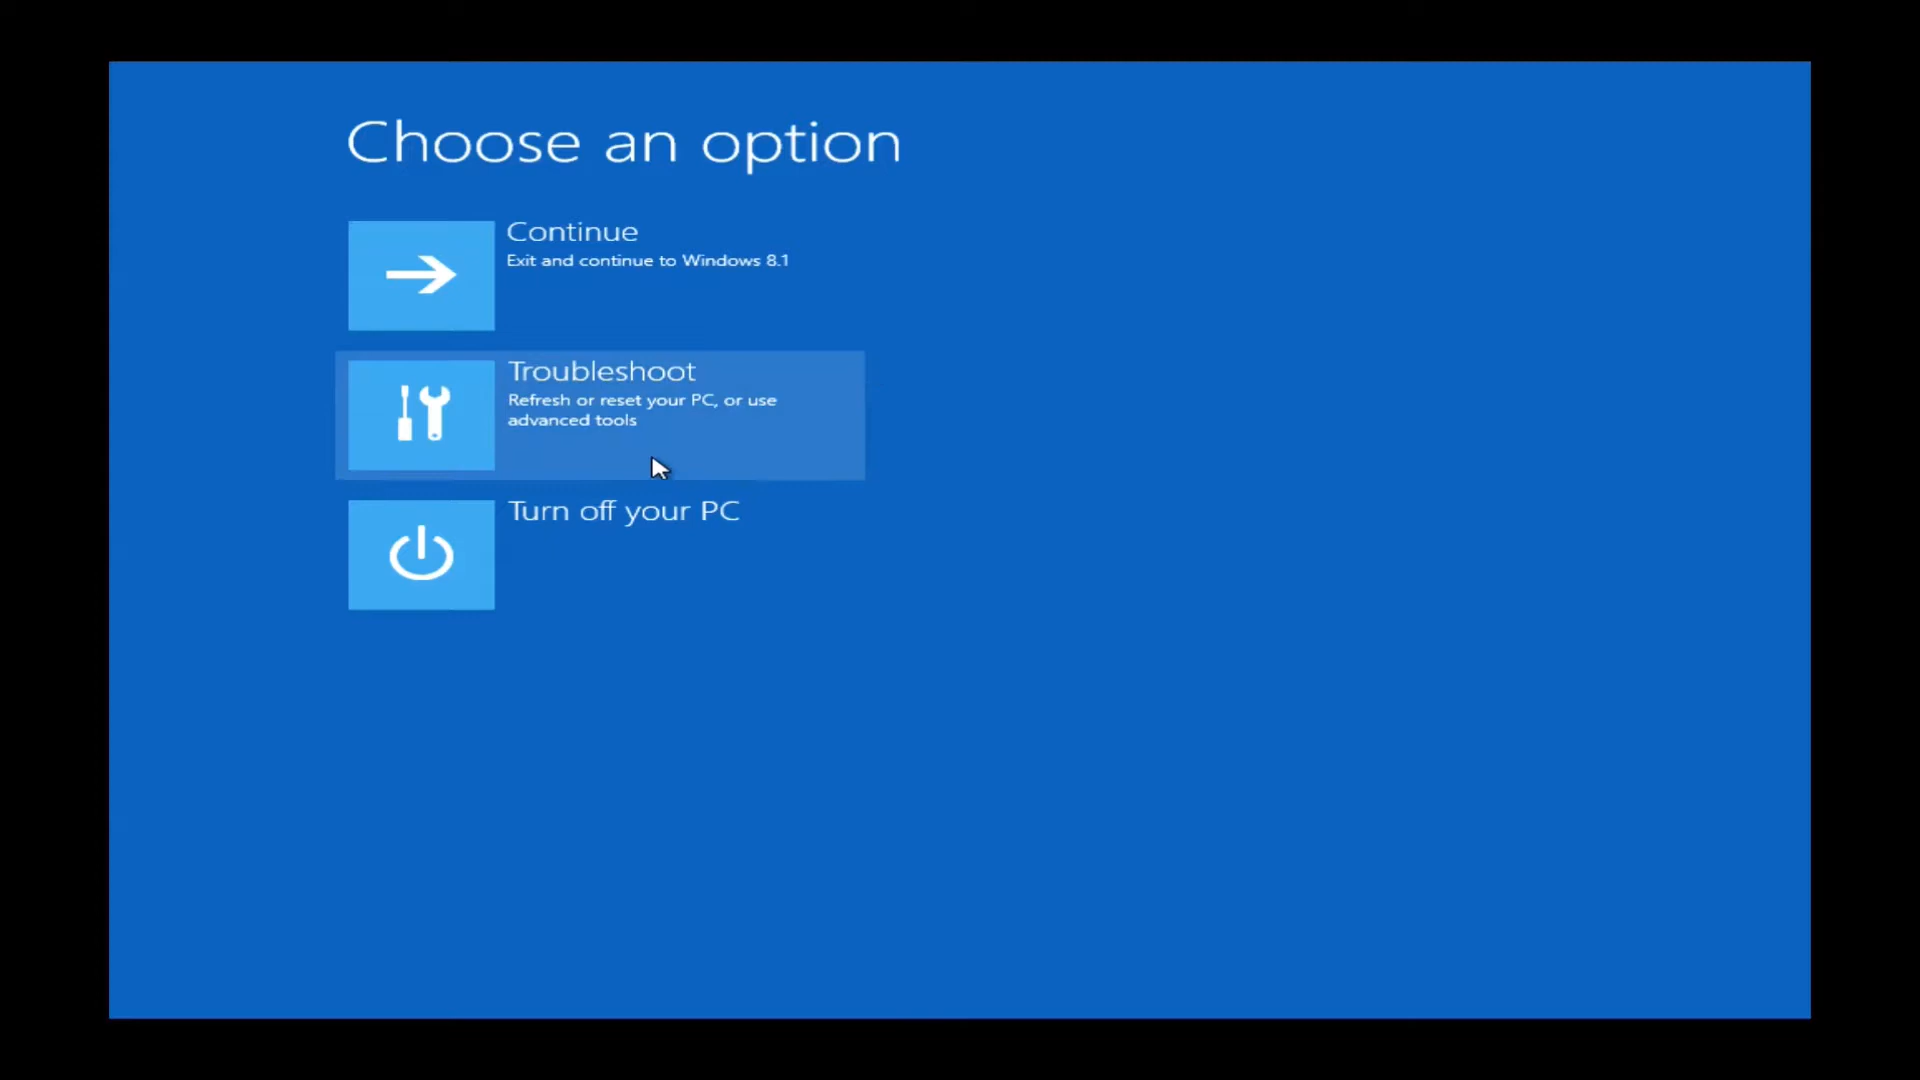 Choose an option
Continue
Exit and continue to Windows 8.1
Troubleshoot
Refresh or reset your PC, or use
advanced tools
Turn off your PC